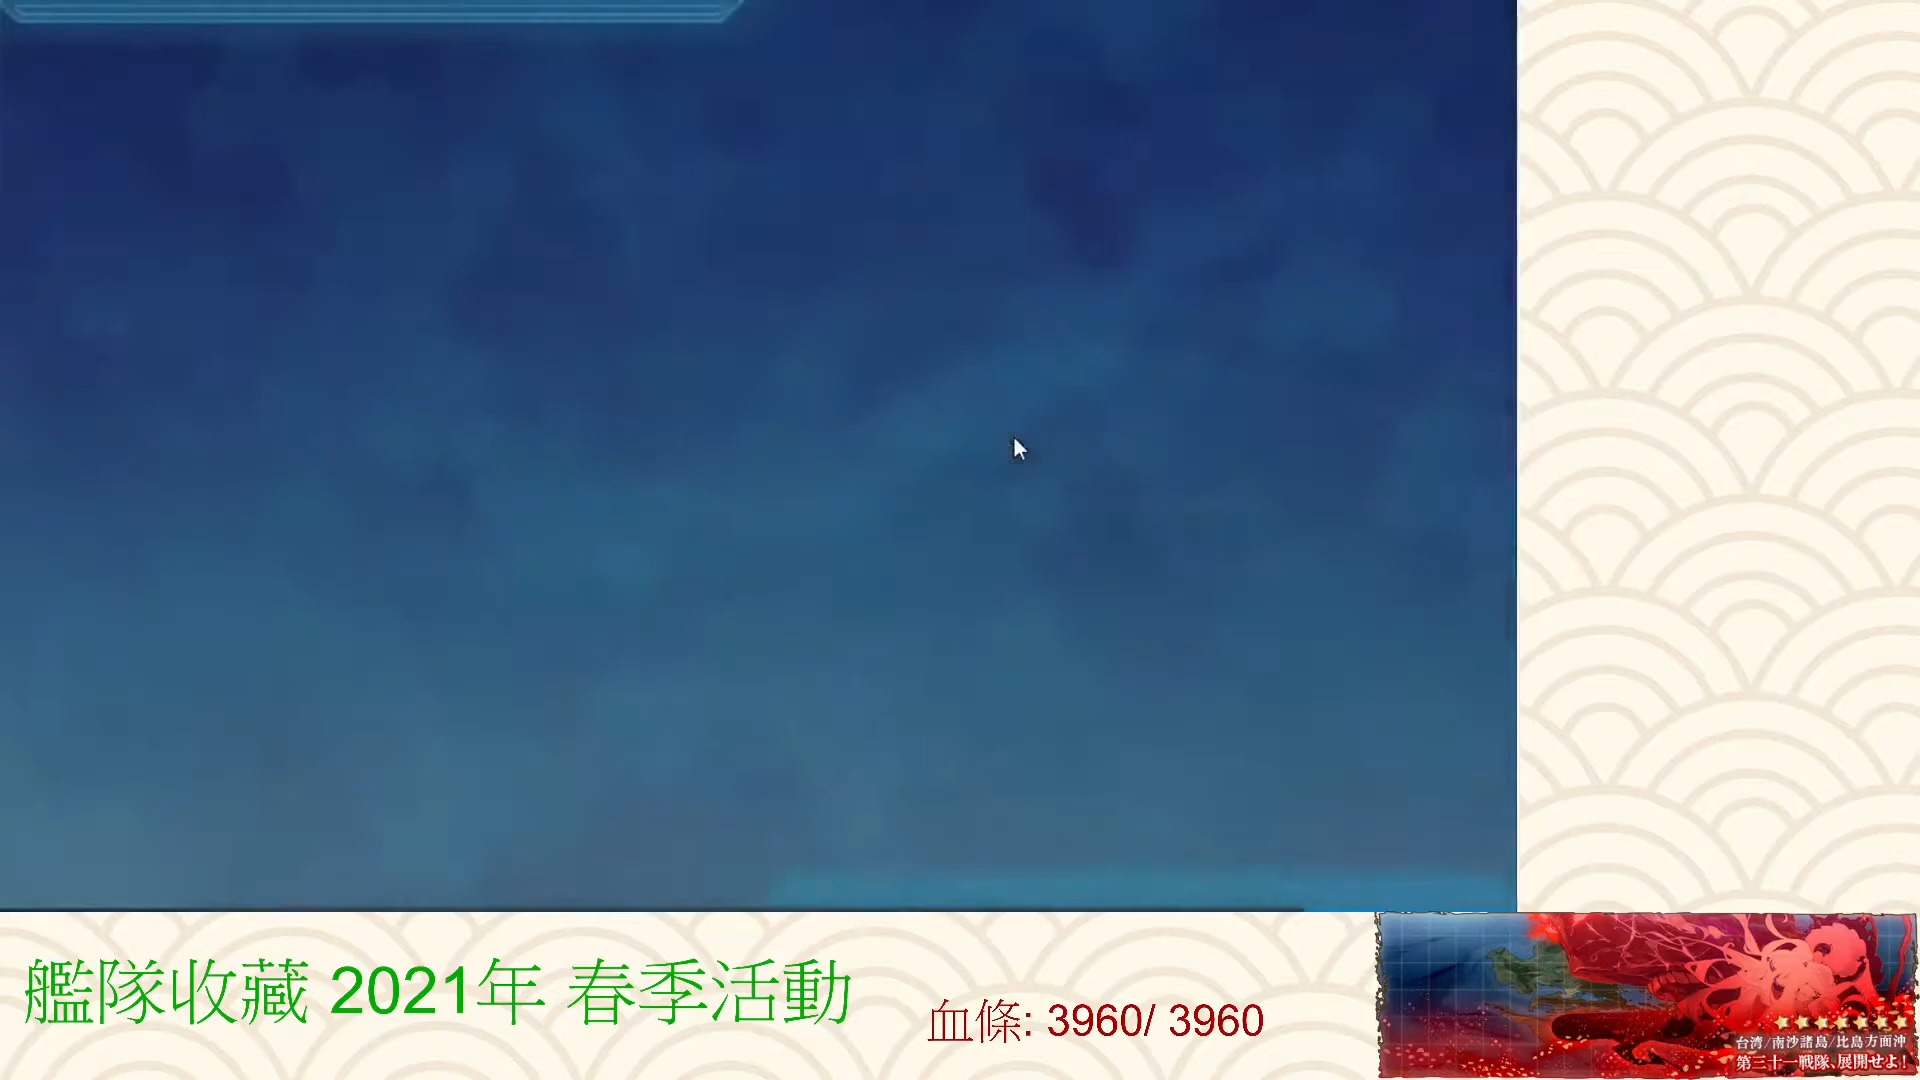 艦隊收藏 2021年 春季活動
血條: 3960/ 3960
台湾/南沙諸島/比島方面沖
第三十一戦隊、展開せよ!